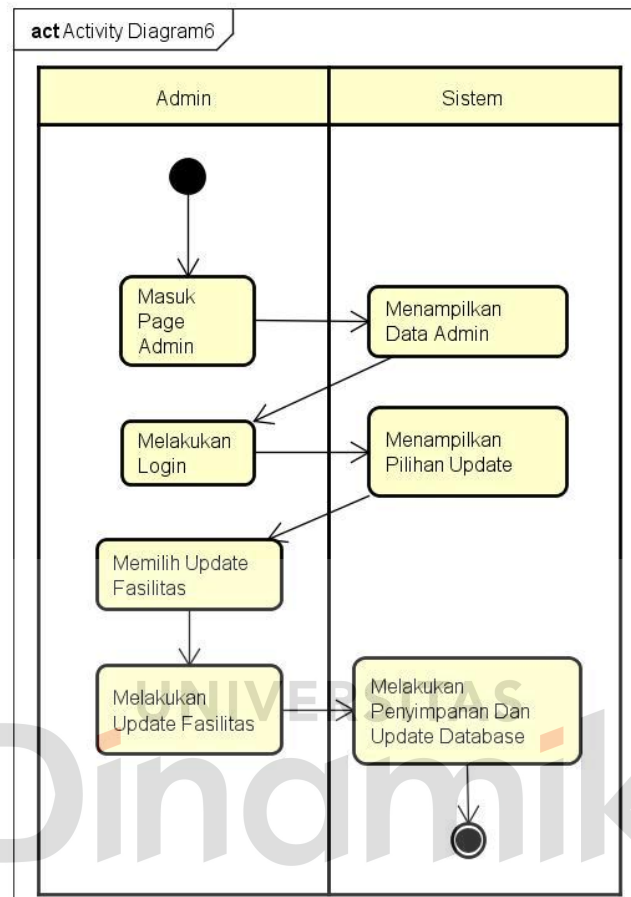 act Activity Diagram6
Admin
Sistem
Masuk
Page
Admin
Menampilkan
Data Admin
Melakukan
Login
Menampilkan
Pilihan Update
Memilih Update
Fasilitas
Melakukan
Update Fasilitas
Melakukan
Penyimpanan Dan
Update Database
UNIVERSITAS
Dinamik